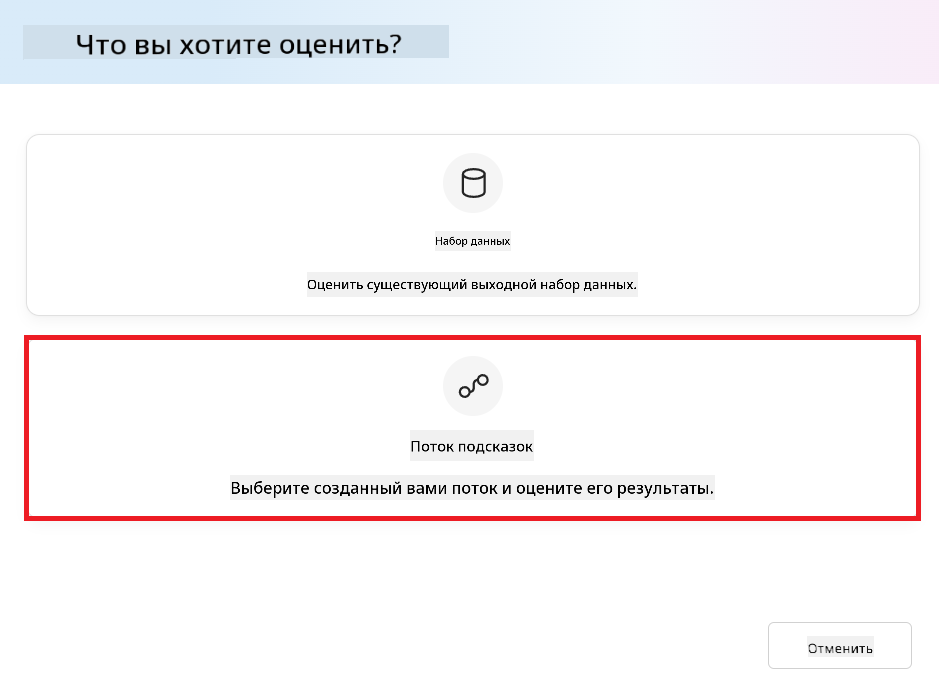 Что вы хотите оценить?
Набор данных
Оценить существующий выходной набор данных.
Поток подсказок
Выберите созданный вами поток и оцените его результаты.
Отменить